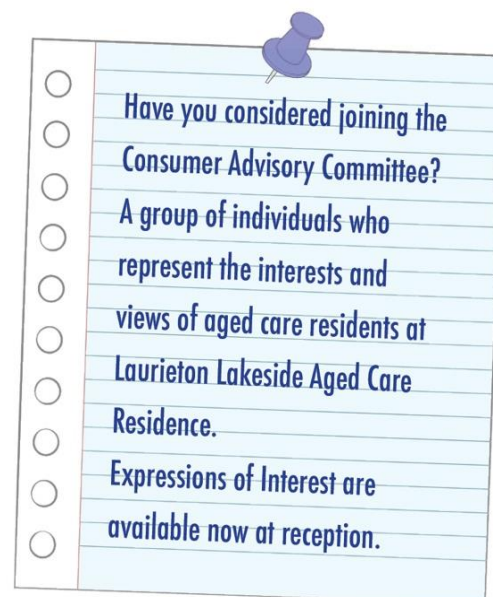 Have you considered joining the
Consumer Advisory Committee?
A group of individuals who
represent the interests and
views of aged care residents at
Laurieton Lakeside Aged Care
Residence.
Expressions of Interest are
available now at reception.